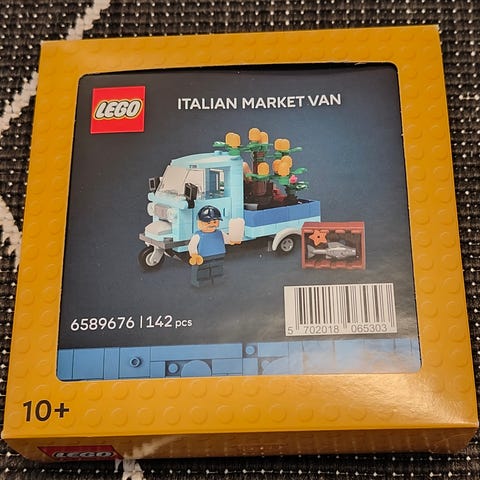 LEGO
ITALIAN MARKET VAN
6589676 | 142 pcs
5 702018 065303
10+
LEGO